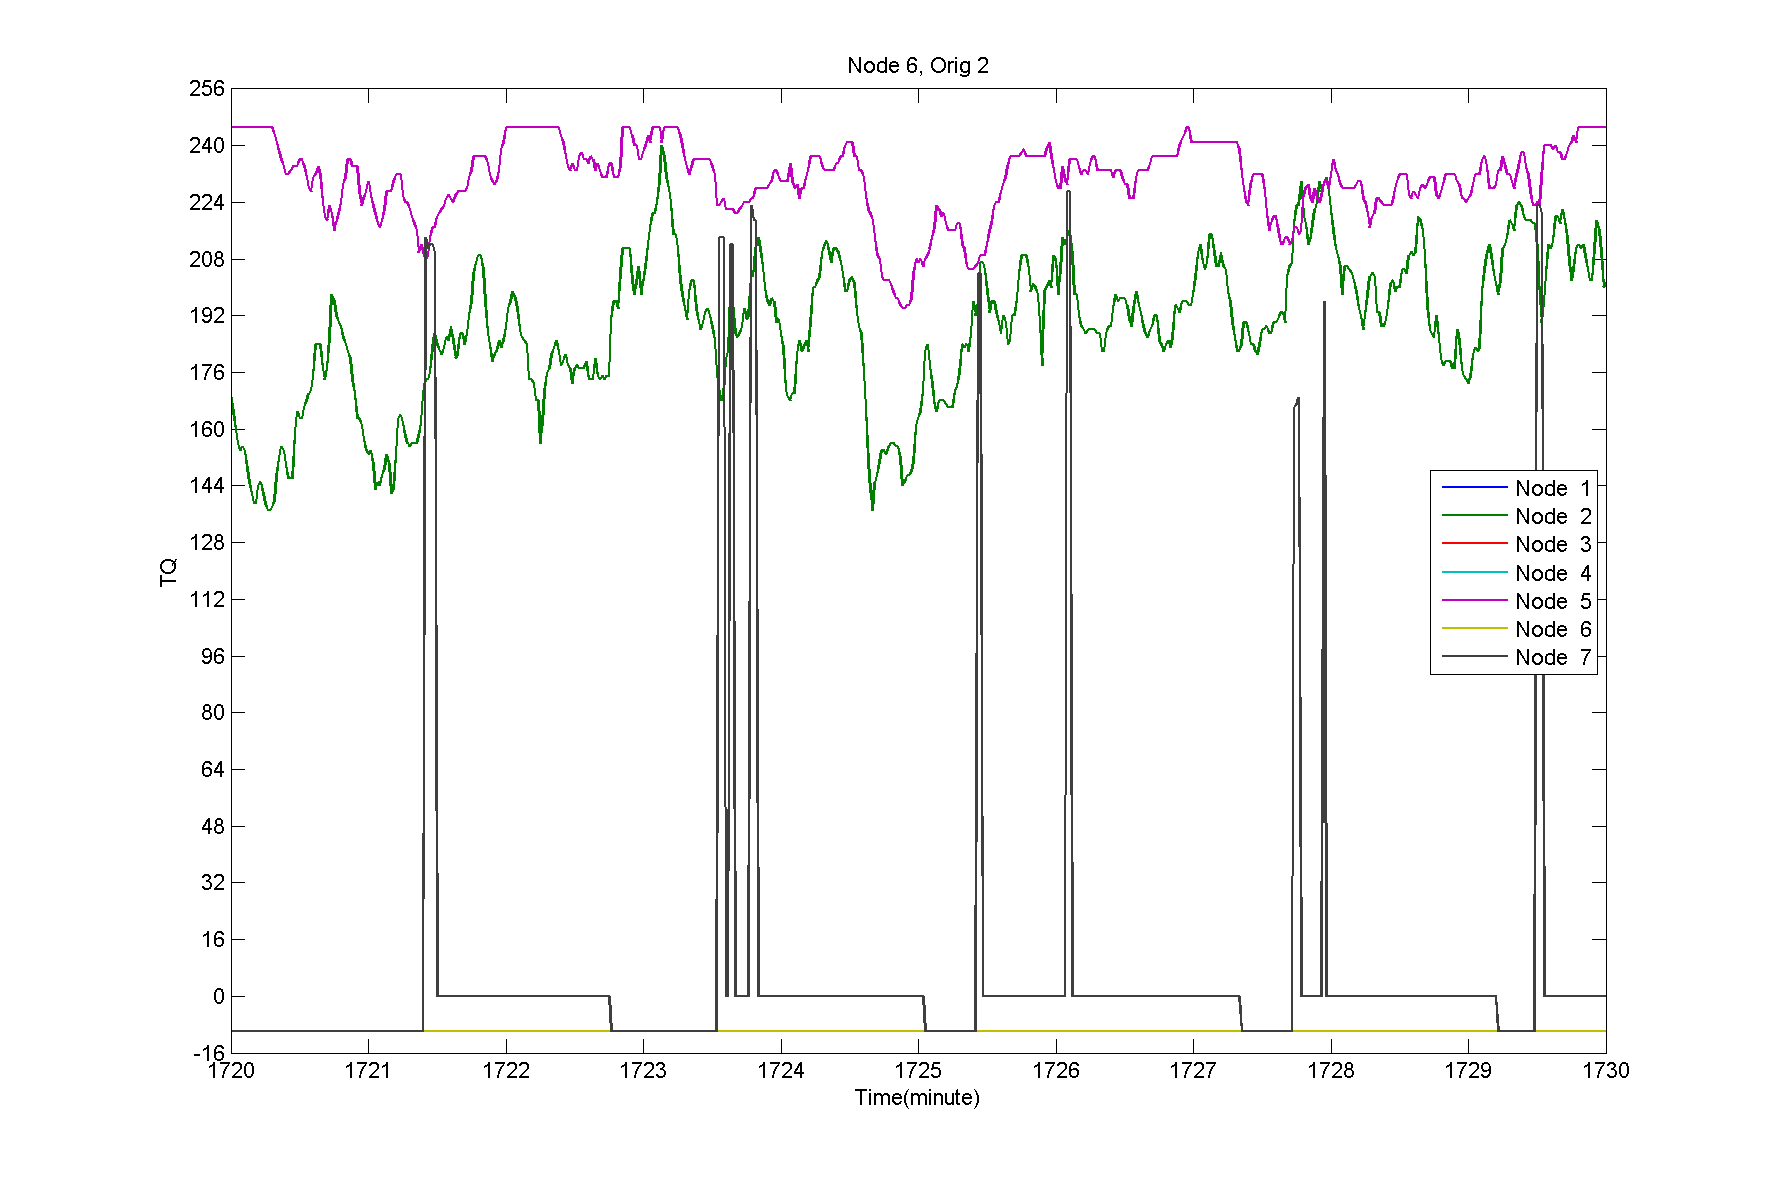 Node 6, Orig 2
256
240
224
208
192
176
160
144
128
112
96
80
64
48
32
16
0
-16
TQ
1720 1721 1722 1723 1724 1725 1726 1727 1728 1729 1730
Time(minute)
Node 1
Node 2
Node 3
Node 4
Node 5
Node 6
Node 7